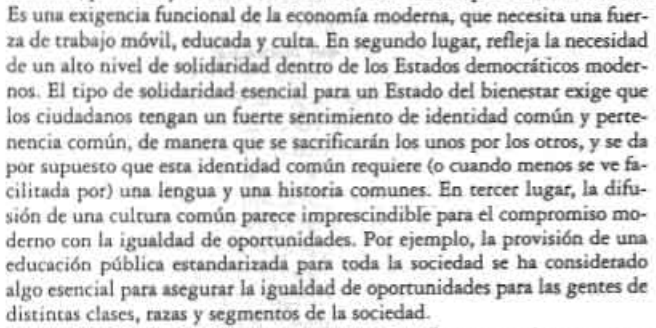 Es una exigencia funcional de la economía moderna, que necesita una fuer-
za de trabajo móvil, educada y culta. En segundo lugar, refleja la necesidad
de un alto nivel de solidaridad dentro de los Estados democráticos moder-
nos. El tipo de solidaridad esencial para un Estado del bienestar exige que
los ciudadanos tengan un fuerte sentimiento de identidad común y perte-
nencia común, de manera que se sacrificarán los unos por los otros, y se da
por supuesto que esta identidad común requiere (o cuando menos se ve fa-
cilitada por) una lengua y una historia comunes. En tercer lugar, la difu-
sión de una cultura común parece imprescindible para el compromiso mo-
derno con la igualdad de oportunidades. Por ejemplo, la provisión de una
educación pública estandarizada para toda la sociedad se ha considerado
algo esencial para asegurar la igualdad de oportunidades para las gentes de
distintas clases, razas y segmentos de la sociedad.